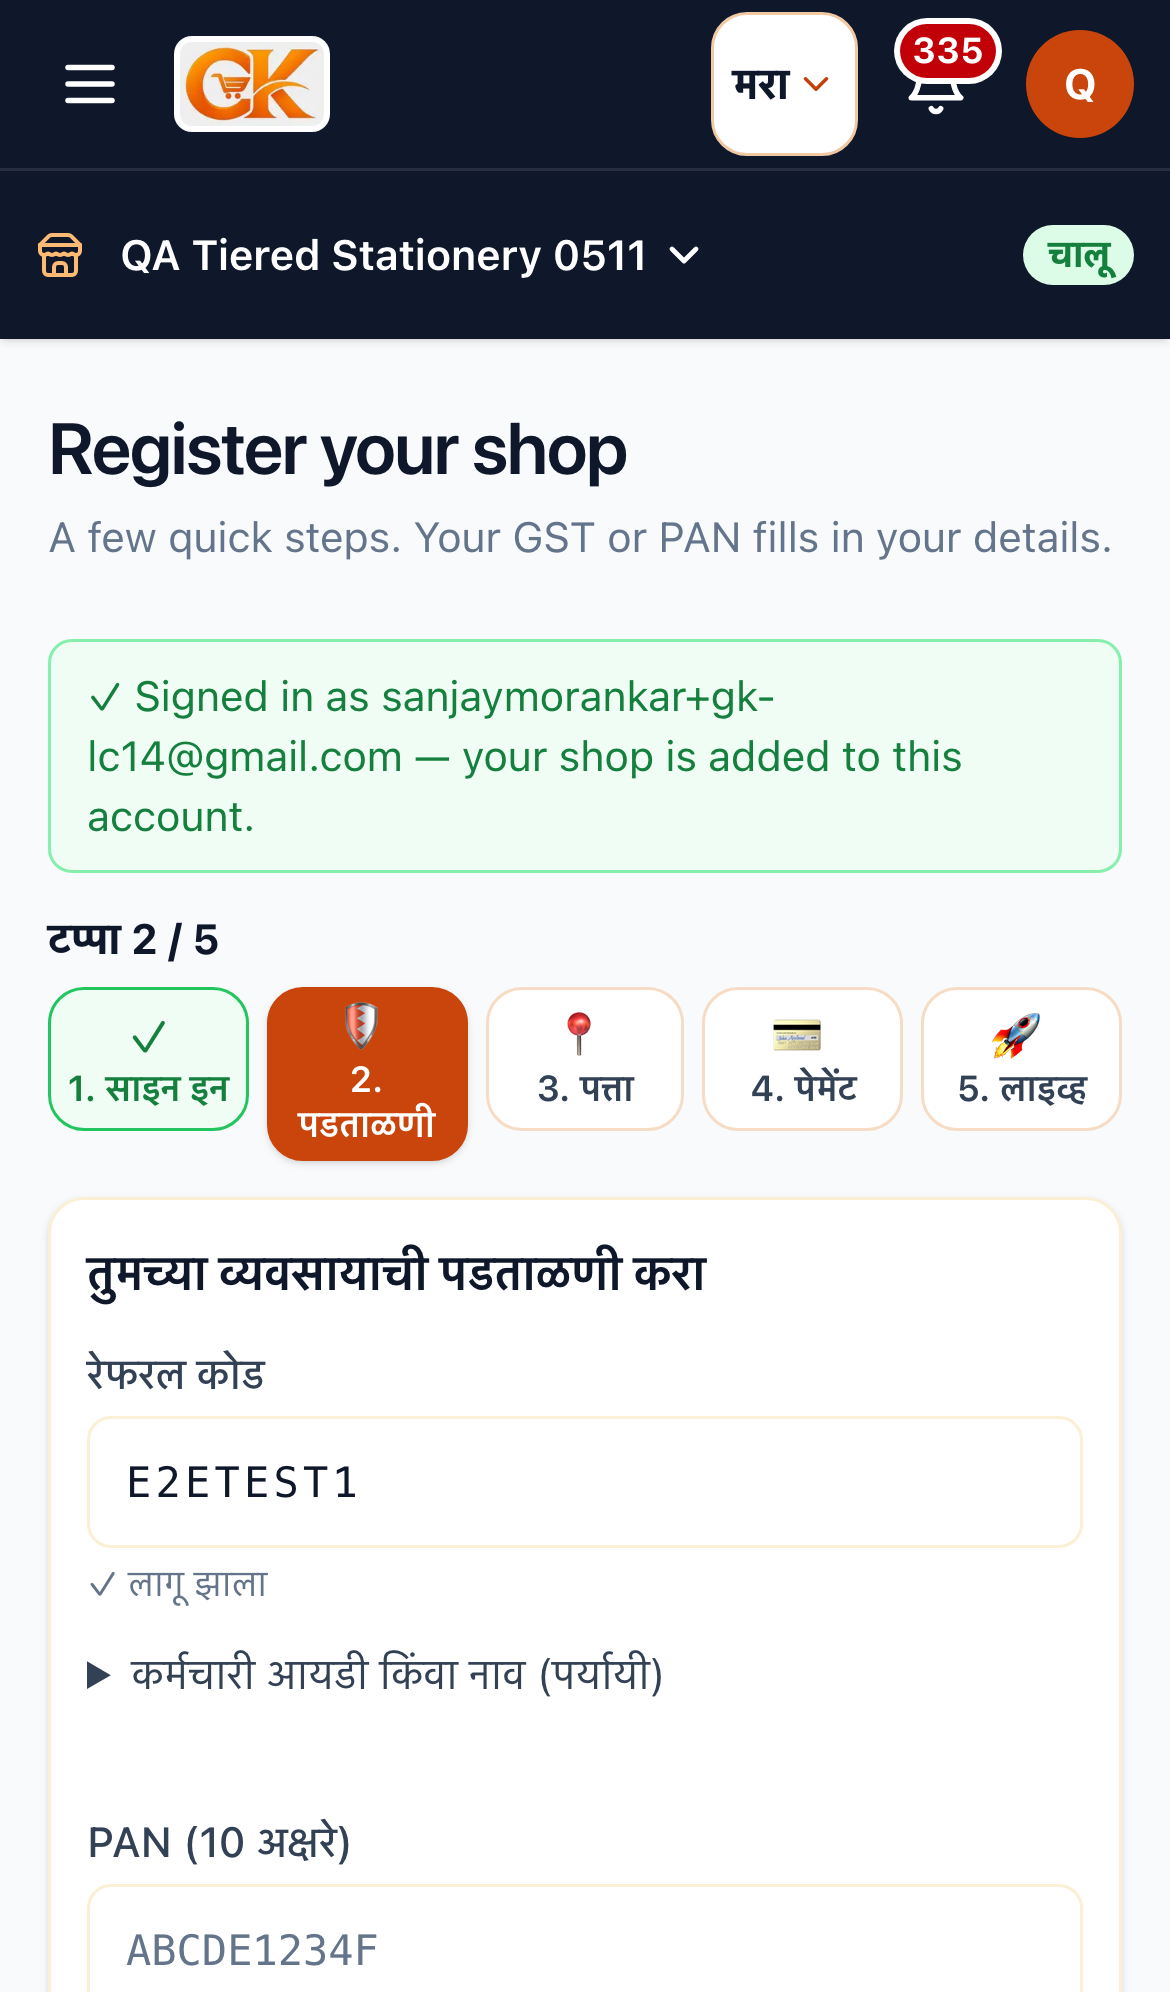 GK
मरा
335
Q
QA Tiered Stationery 0511
चालू
Register your shop
A few quick steps. Your GST or PAN fills in your details.
✓ Signed in as sanjaymorankar+gk-
lc14@gmail.com — your shop is added to this
account.
टप्पा 2 / 5
✓
1. साइन इन
2.
पडताळणी
3. पत्ता
4. पेमेंट
5. लाइव्ह
तुमच्या व्यवसायाची पडताळणी करा
रेफरल कोड
E2ETEST1
✓ लागू झाला
▶ कर्मचारी आयडी किंवा नाव (पर्यायी)
PAN (10 अक्षरे)
ABCDE1234F